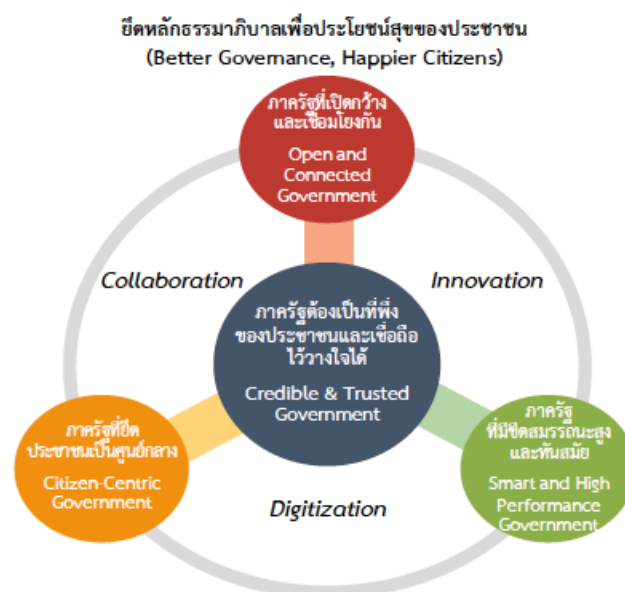 ยึดหลักธรรมาภิบาลเพื่อประโยชน์สุขของประชาชน
(Better Governance, Happier Citizens)
ภาครัฐที่เปิดกว้าง
และเชื่อมโยงกัน
Open and
Connected
Government
Collaboration
Innovation
ภาครัฐต้องเป็นที่พึ่ง
ของประชาชนและเชื่อถือ
ไว้วางใจได้
Credible & Trusted
Government
ภาครัฐที่ยึด
ประชาชนเป็นศูนย์กลาง
Citizen-Centric
Government
ภาครัฐ
ที่มีขีดสมรรถนะสูง
และทันสมัย
Smart and High
Performance
Government
Digitization